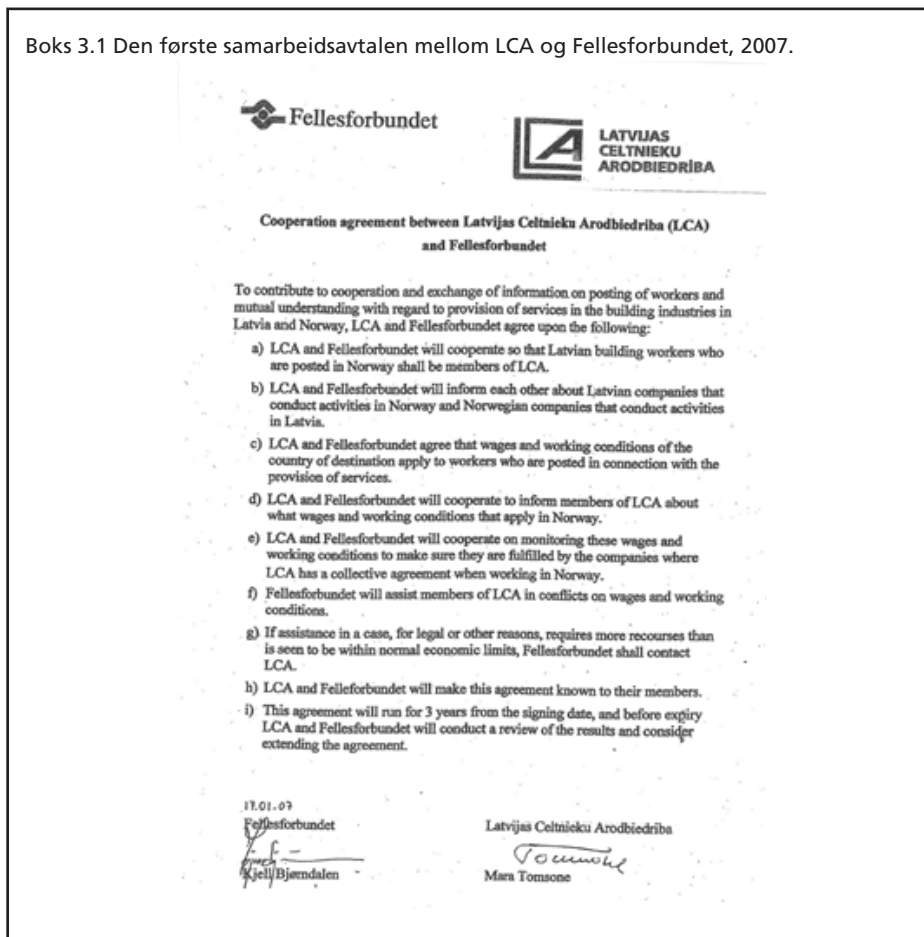 Boks 3.1 Den første samarbeidsavtalen mellom LCA og Fellesforbundet, 2007.
Fellesforbundet
LATVIJAS
CELTNIEKU
ARODBIEDRĪBA
Cooperation agreement between Latvijas Celtnieku Arodbiedriba (LCA)
and Fellesforbundet
To contribute to cooperation and exchange of information on posting of workers and
mutual understanding with regard to provision of services in the building industries in
Latvia and Norway, LCA and Fellesforbundet agree upon the following:
a) LCA and Fellesforbundet will cooperate so that Latvian building workers who
are posted in Norway shall be members of LCA.
b) LCA and Fellesforbundet will inform each other about Latvian companies that
conduct activities in Norway and Norwegian companies that conduct activities
in Latvia.
c) LCA and Fellesforbundet agree that wages and working conditions of the
country of destination apply to workers who are posted in connection with the
provision of services.
d) LCA and Fellesforbundet will cooperate to inform members of LCA about
what wages and working conditions that apply in Norway.
e) LCA and Fellesforbundet will cooperate on monitoring these wages and
working conditions to make sure they are fulfilled by the companies where
LCA has a collective agreement when working in Norway.
f) Fellesforbundet will assist members of LCA in conflicts on wages and working
conditions.
g) If assistance in a case, for legal or other reasons, requires more recourses than
is seen to be within normal economic limits, Fellesforbundet shall contact
LCA.
h) LCA and Felleforbundet will make this agreement known to their members.
i) This agreement will run for 3 years from the signing date, and before expiry
LCA and Fellesforbundet will conduct a review of the results and consider
extending the agreement.
17.01.07
Fellesforbundet
Latvijas Celtnieku Arodbiedriba
Kjell Bjørndalen
Mara Tomsone